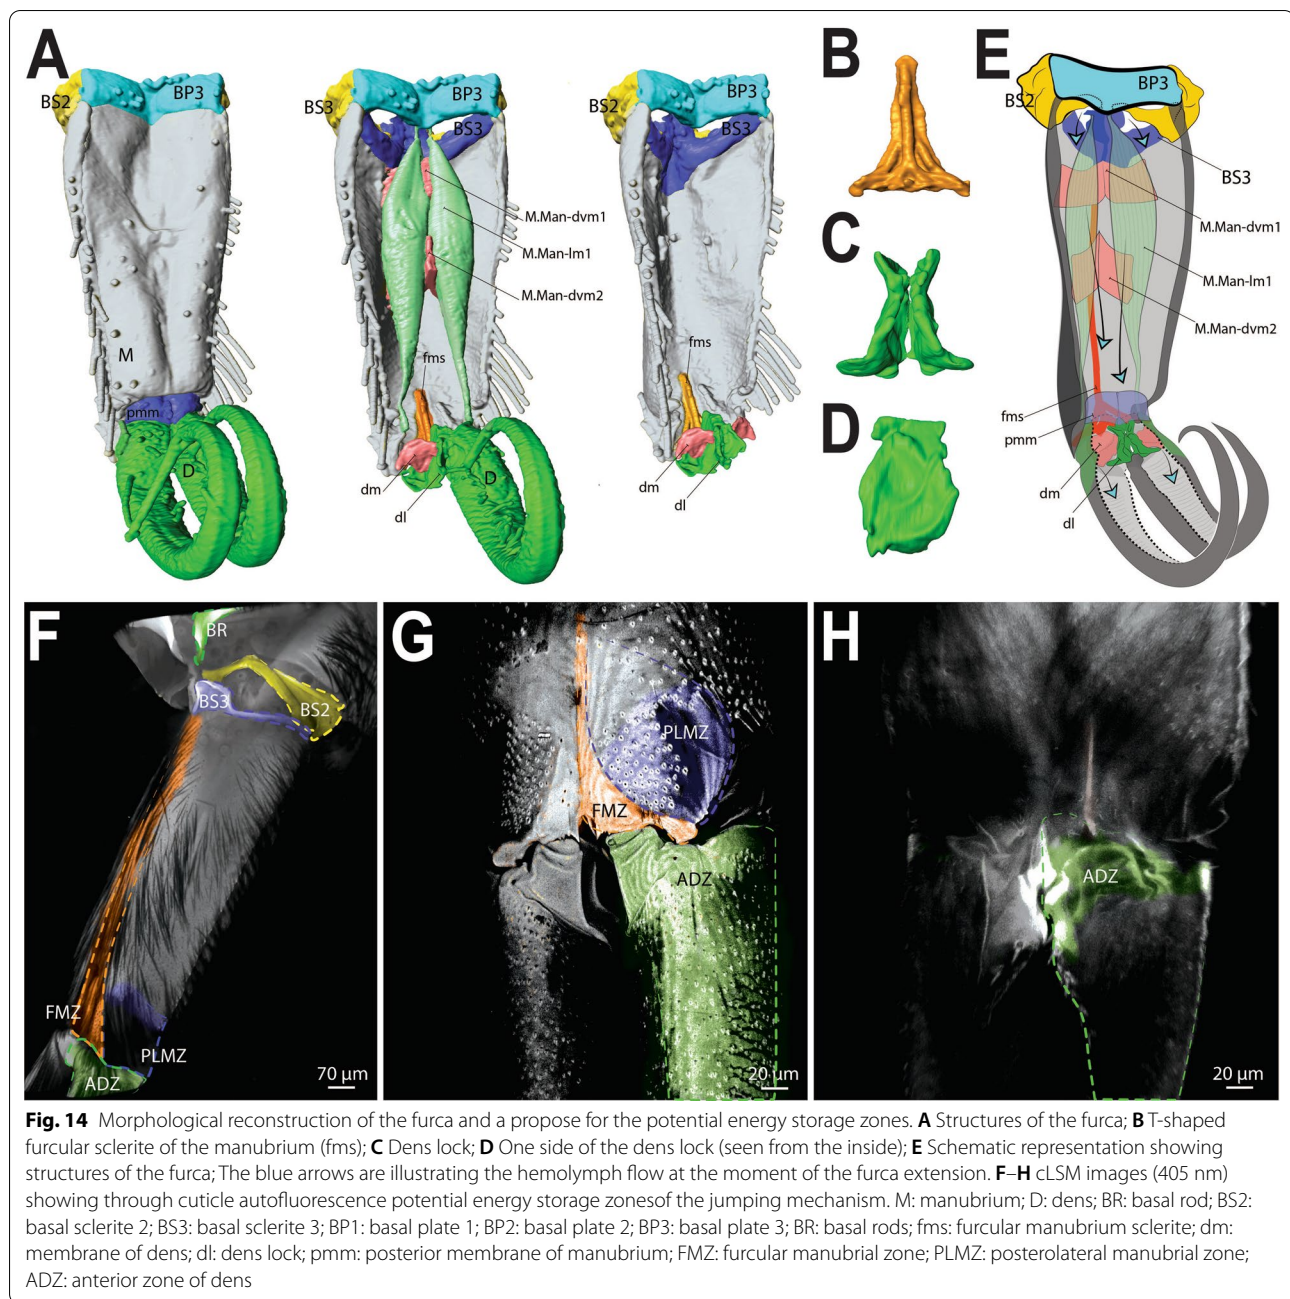 A
BS2
BP3
M
pmm
D
BS3
BP3
BS3
M.Man-dvm1
M.Man-lm1
M.Man-dvm2
fms
dm
dl
D
BS2
BP3
BS3
fms
dm
dl
B
C
D
E
BS2
BP3
BS3
M.Man-dvm1
M.Man-lm1
M.Man-dvm2
fms
pmm
dm
dl
F
BR
BS3
BS2
FMZ
PLMZ
ADZ
70 µm
G
PLMZ
FMZ
ADZ
20 µm
H
ADZ
20 µm
Fig. 14 Morphological reconstruction of the furca and a propose for the potential energy storage zones. A Structures of the furca; B T-shaped
furcular sclerite of the manubrium (fms); C Dens lock; D One side of the dens lock (seen from the inside); E Schematic representation showing
structures of the furca; The blue arrows are illustrating the hemolymph flow at the moment of the furca extension. F–H cLSM images (405 nm)
showing through cuticle autofluorescence potential energy storage zonesof the jumping mechanism. M: manubrium; D: dens; BR: basal rod; BS2:
basal sclerite 2; BS3: basal sclerite 3; BP1: basal plate 1; BP2: basal plate 2; BP3: basal plate 3; BR: basal rods; fms: furcular manubrium sclerite; dm:
membrane of dens; dl: dens lock; pmm: posterior membrane of manubrium; FMZ: furcular manubrial zone; PLMZ: posterolateral manubrial zone;
ADZ: anterior zone of dens